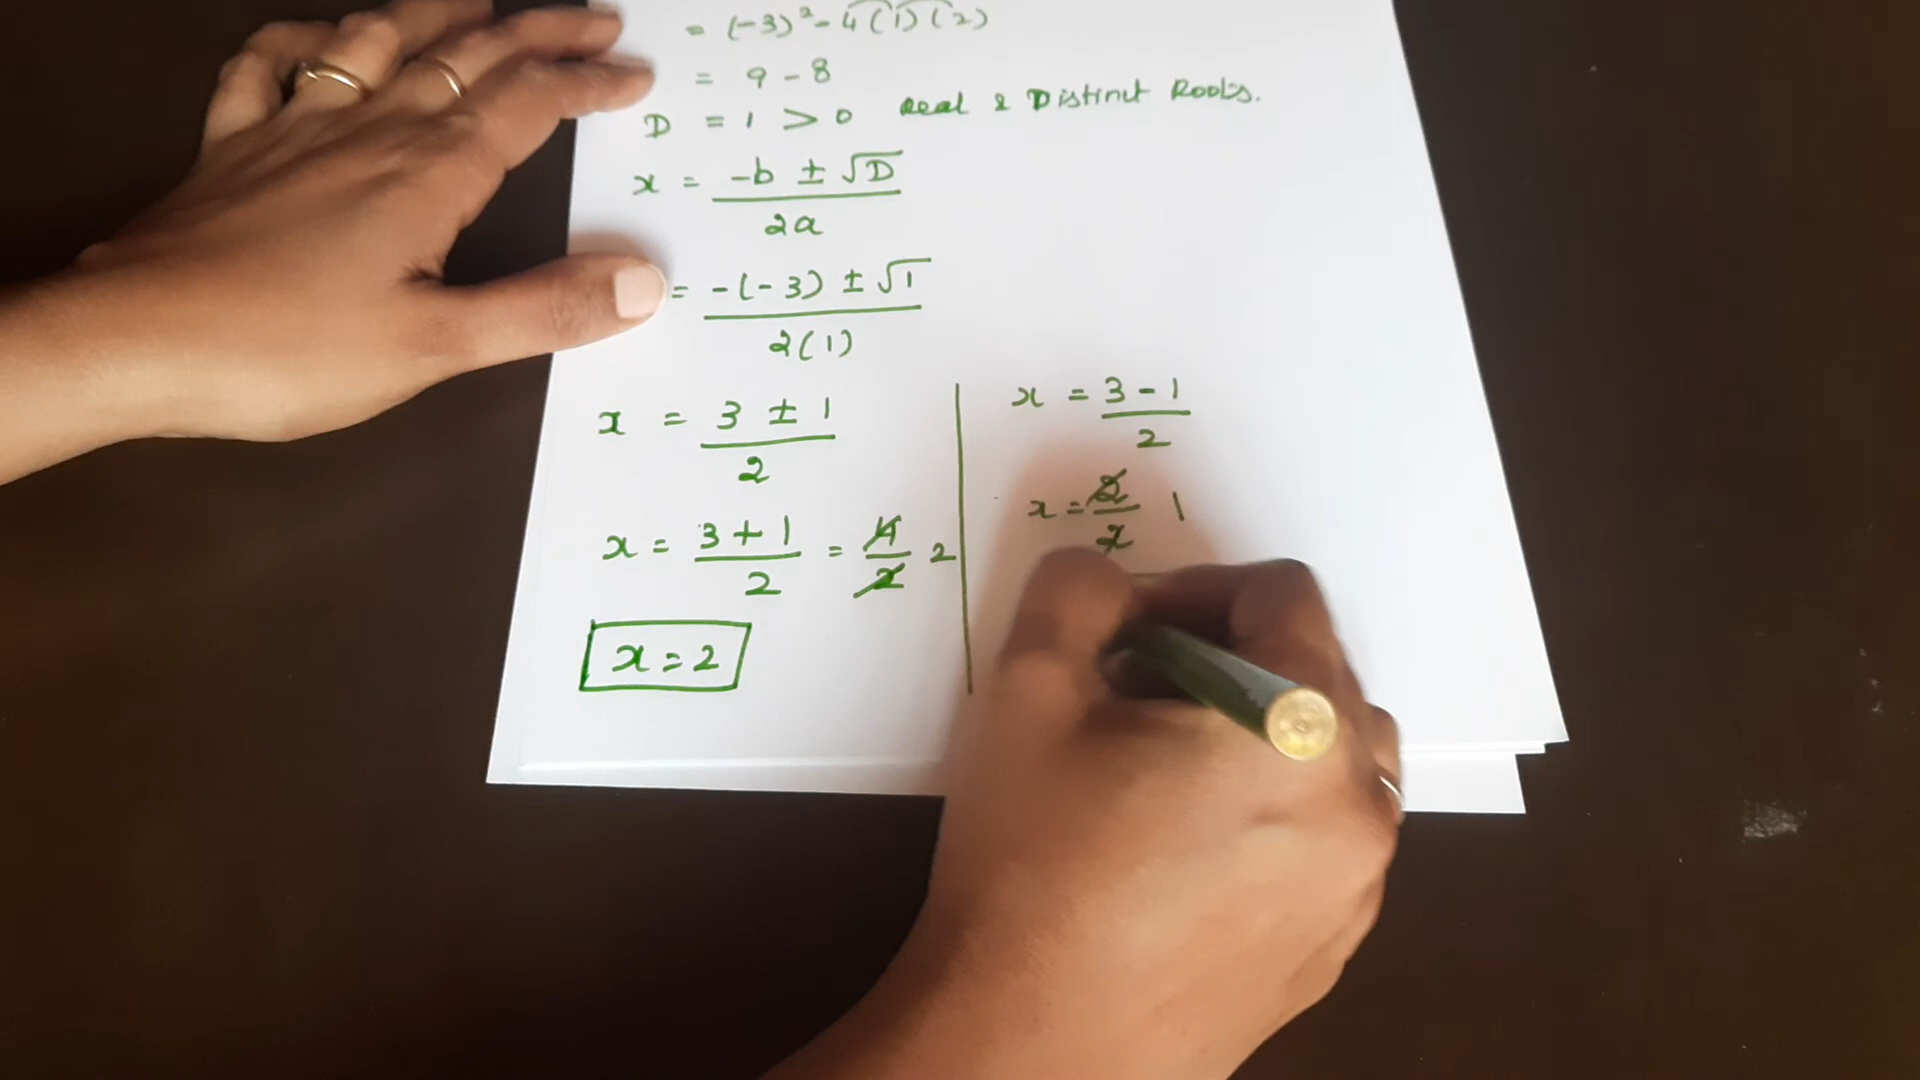 = (-3)² - 4(1)(2)
= 9 - 8
D = 1 > 0 Real & Distinct Roots.
x = -b ± √D
2a
= -(-3) ± √1
2(1)
x = 3 ± 1
2
x = 3 + 1 = 4 2
2 2
x = 2
x = 3 - 1
2
x = 2 1
2